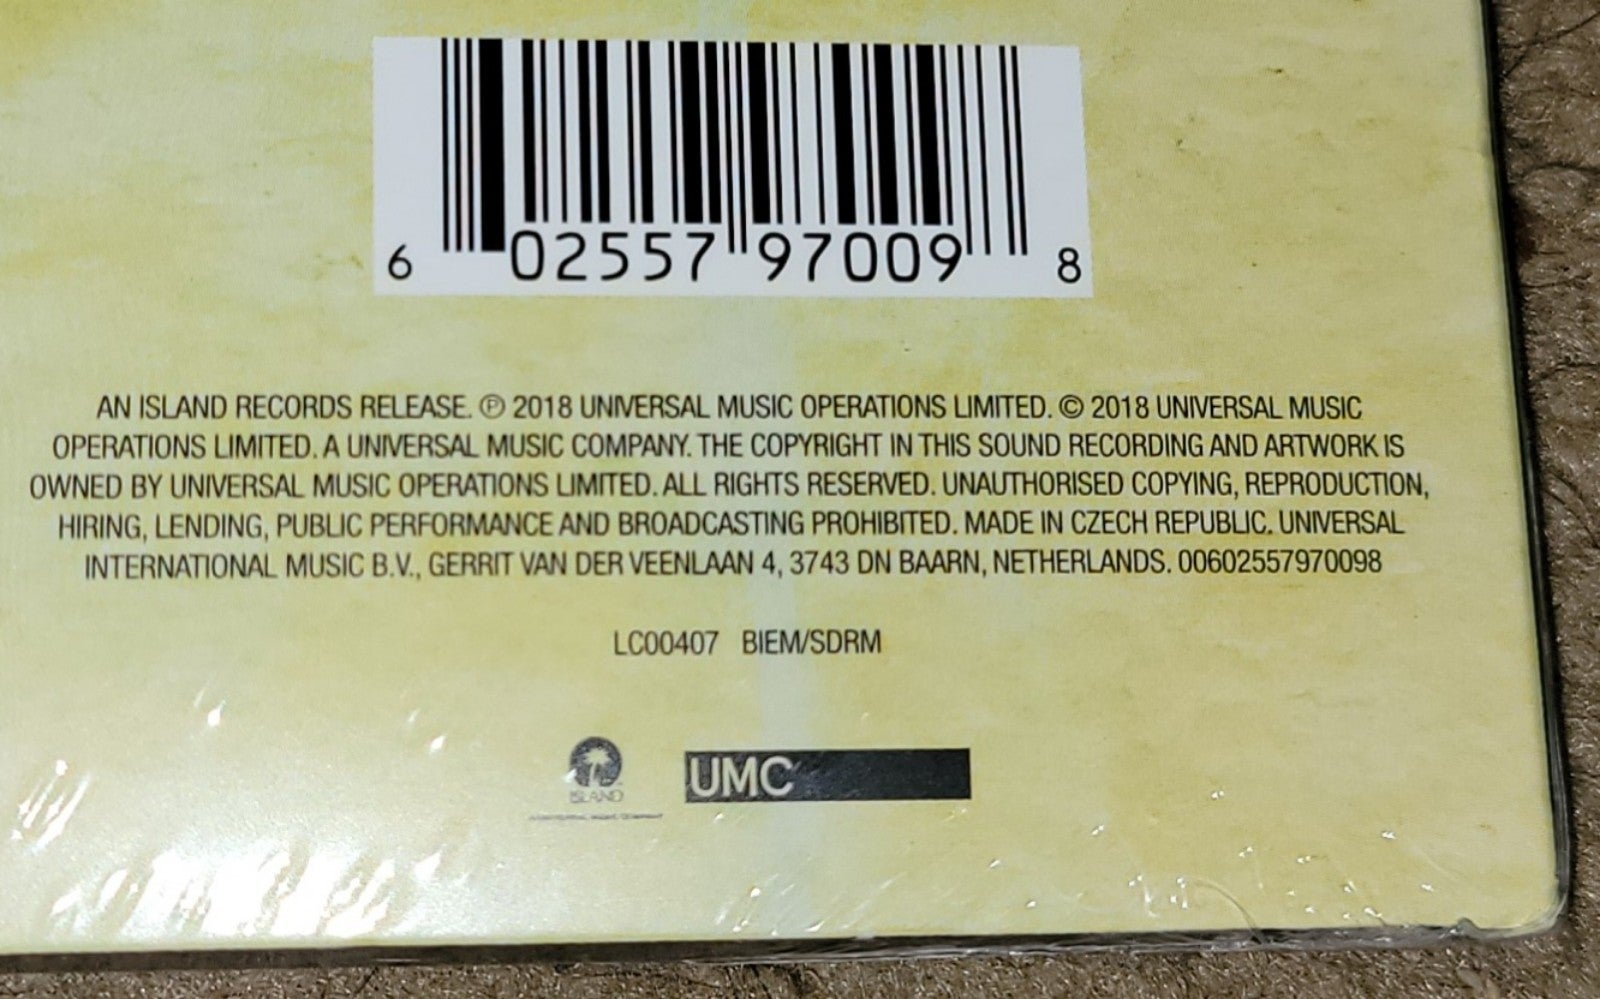 6 02557 97009 8
AN ISLAND RECORDS RELEASE. ℗ 2018 UNIVERSAL MUSIC OPERATIONS LIMITED. © 2018 UNIVERSAL MUSIC
OPERATIONS LIMITED. A UNIVERSAL MUSIC COMPANY. THE COPYRIGHT IN THIS SOUND RECORDING AND ARTWORK IS
OWNED BY UNIVERSAL MUSIC OPERATIONS LIMITED. ALL RIGHTS RESERVED. UNAUTHORISED COPYING, REPRODUCTION,
HIRING, LENDING, PUBLIC PERFORMANCE AND BROADCASTING PROHIBITED. MADE IN CZECH REPUBLIC. UNIVERSAL
INTERNATIONAL MUSIC B.V., GERRIT VAN DER VEENLAAN 4, 3743 DN BAARN, NETHERLANDS. 00602557970098
LC00407 BIEM/SDRM
ISLAND
UMC